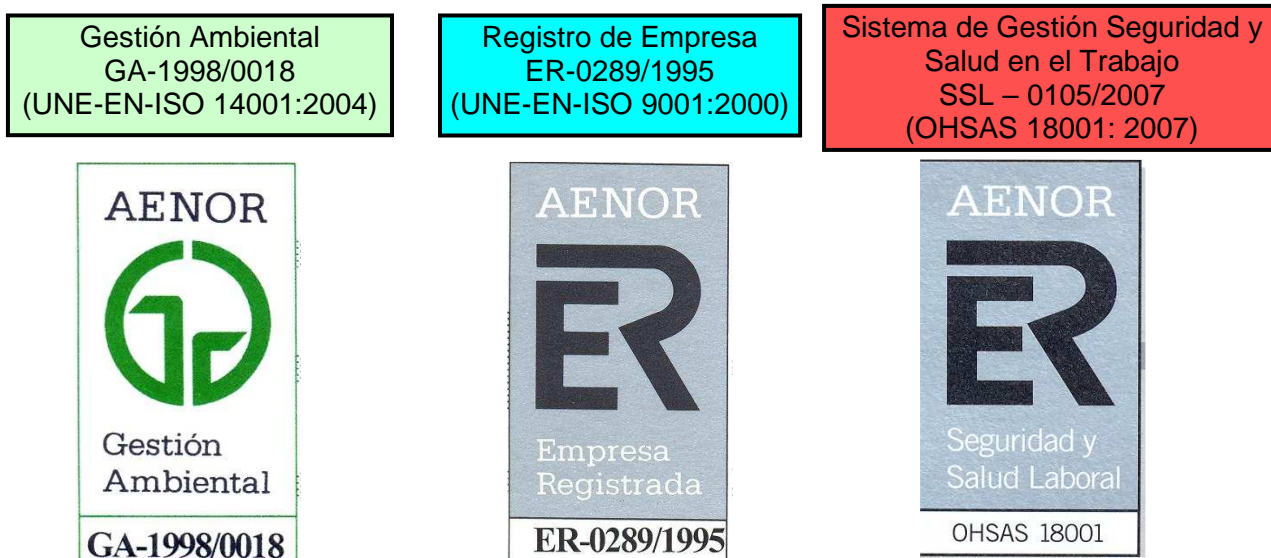 Gestión Ambiental
GA-1998/0018
(UNE-EN-ISO 14001:2004)
Registro de Empresa
ER-0289/1995
(UNE-EN-ISO 9001:2000)
Sistema de Gestión Seguridad y
Salud en el Trabajo
SSL – 0105/2007
(OHSAS 18001: 2007)
AENOR
Gestión
Ambiental
GA-1998/0018
AENOR
ER
Empresa
Registrada
ER-0289/1995
AENOR
ER
Seguridad y
Salud Laboral
OHSAS 18001